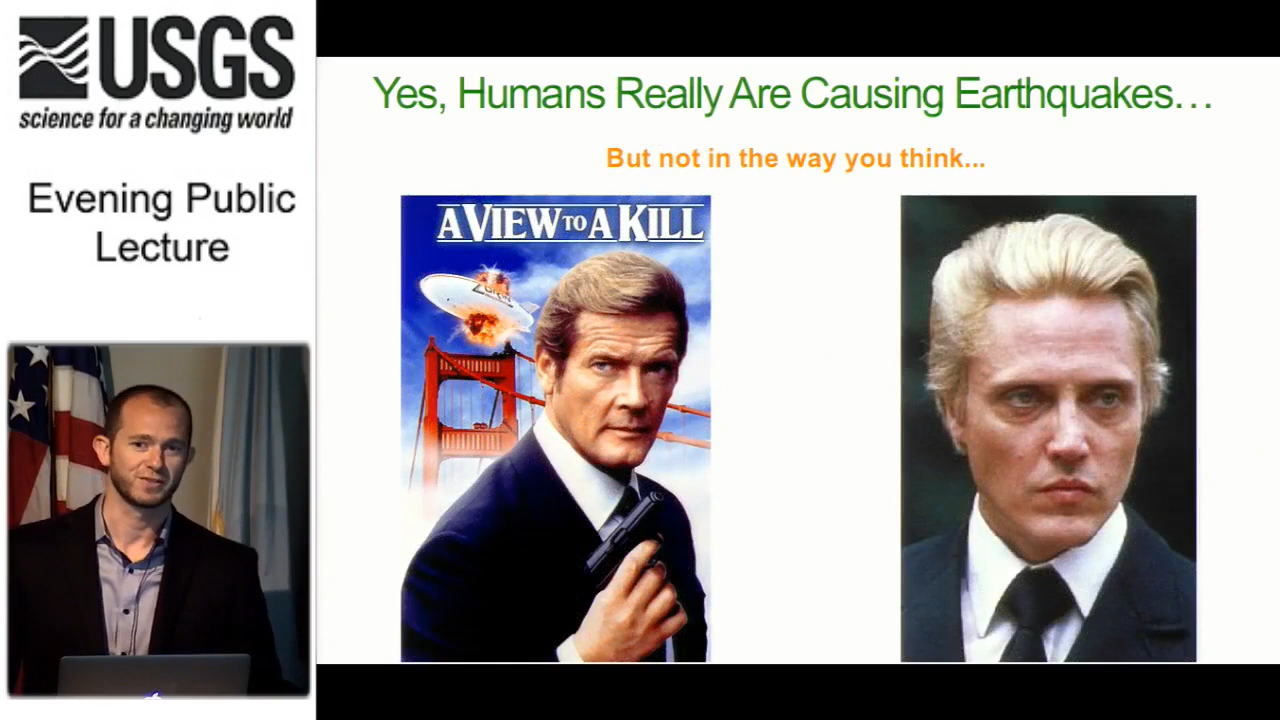 USGS
science for a changing world
Evening Public
Lecture
Yes, Humans Really Are Causing Earthquakes…
But not in the way you think...
A VIEW TO A KILL